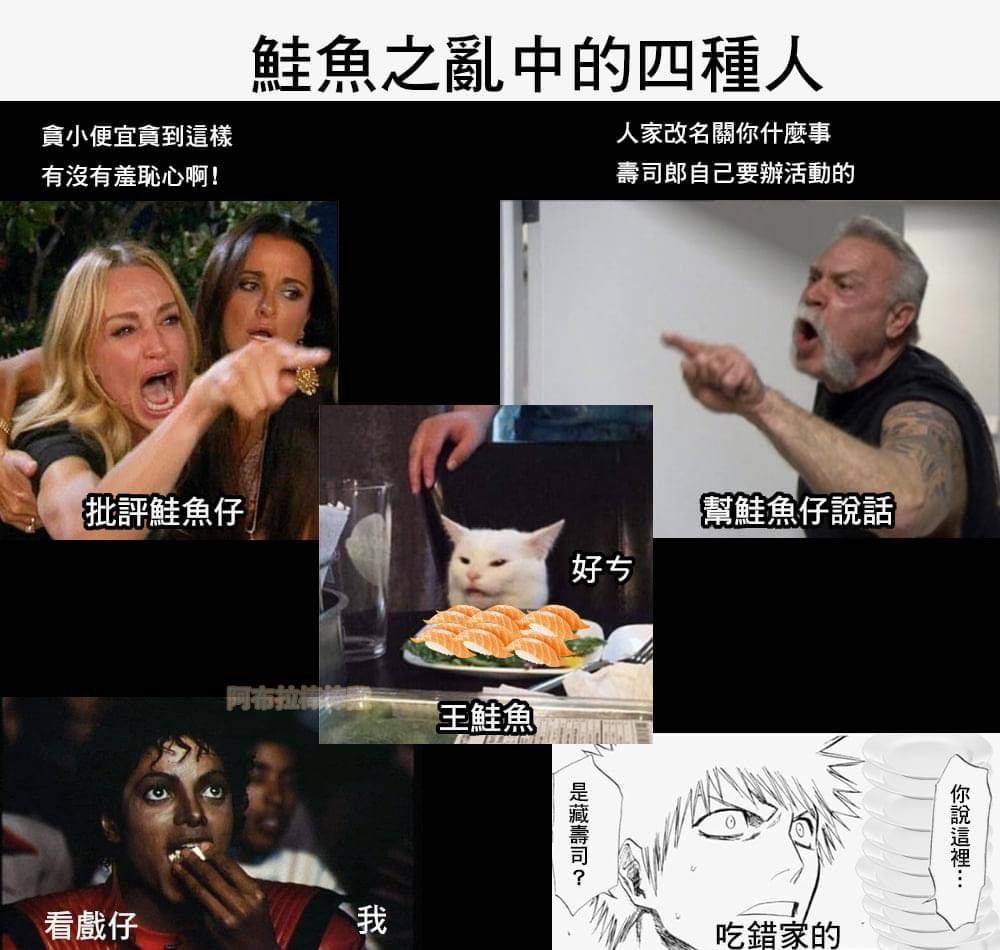 鮭魚之亂中的四種人
貪小便宜貪到這樣
有沒有羞恥心啊!
人家改名關你什麼事
壽司郎自己要辦活動的
批評鮭魚仔
幫鮭魚仔說話
好ㄘ
王鮭魚
阿布拉
看戲仔
我
你說這裡…
是藏壽司？
吃錯家的